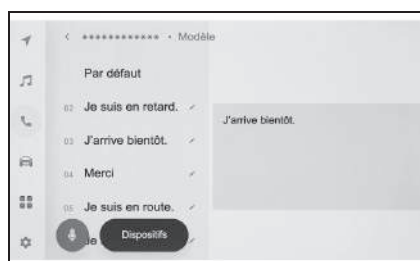 < ************ • Modèle
Par défaut
02 Je suis en retard.
03 J'arrive bientôt.
04 Merci
05 Je suis en route.
Je
Dispositifs
J'arrive bientôt.